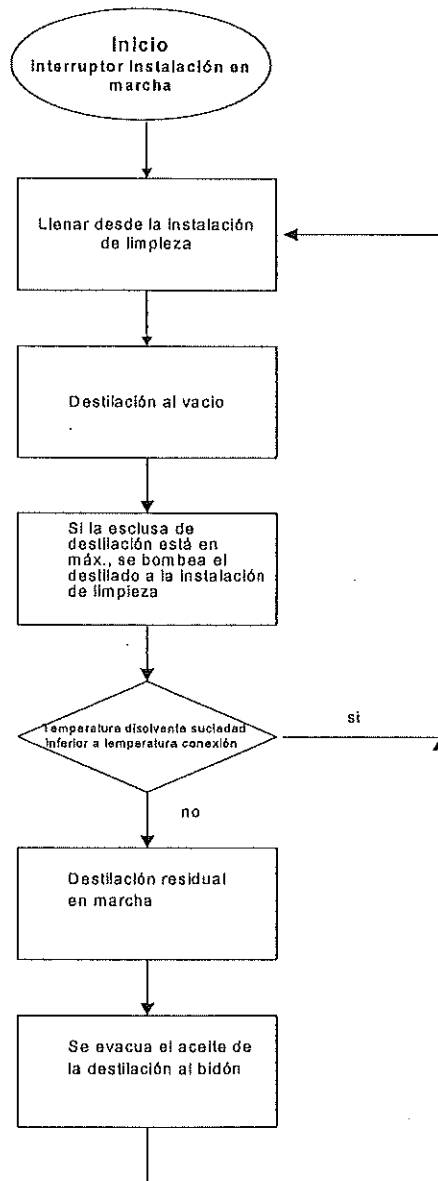 Inicio
Interruptor instalación en
marcha
Llenar desde la instalación
de limpieza
Destilación al vacio
Si la esclusa de
destilación está en
máx., se bombea el
destilado a la instalación
de limpieza
Temperatura disolvente suciedad
inferior a temperatura conexión
si
no
Destilación residual
en marcha
Se evacua el aceite de
la destilación al bidón